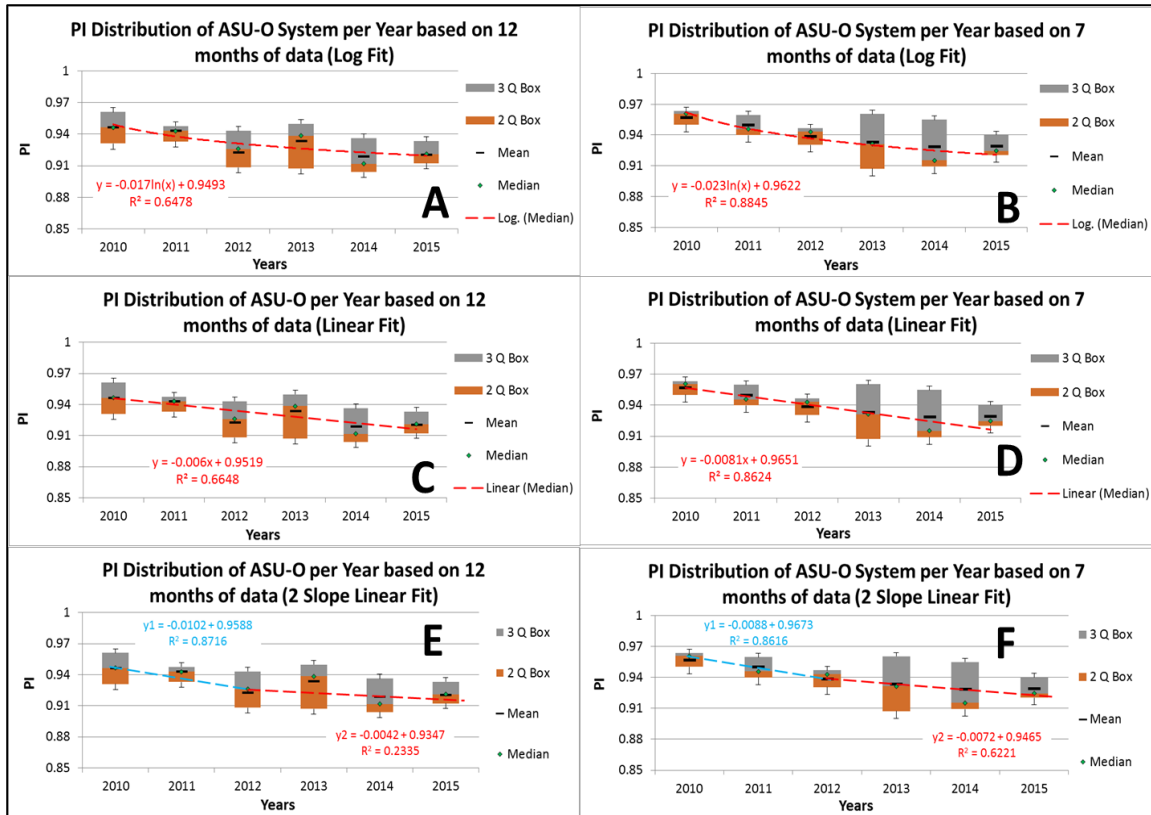 PI Distribution of ASU-O System per Year based on 12
months of data (Log Fit)
1
0.97
0.94
0.91
0.88
0.85
PI
3 Q Box
2 Q Box
Mean
Median
Log. (Median)
y = -0.017ln(x) + 0.9493
R² = 0.6478
A
2010 2011 2012 2013 2014 2015
Years
PI Distribution of ASU-O System per Year based on 7
months of data (Log Fit)
1
0.97
0.94
0.91
0.88
0.85
PI
3 Q Box
2 Q Box
Mean
Median
Log. (Median)
y = -0.023ln(x) + 0.9622
R² = 0.8845
B
2010 2011 2012 2013 2014 2015
Years
PI Distribution of ASU-O per Year based on 12
months of data (Linear Fit)
1
0.97
0.94
0.91
0.88
0.85
PI
3 Q Box
2 Q Box
Mean
Median
Linear (Median)
y = -0.006x + 0.9519
R² = 0.6648
C
2010 2011 2012 2013 2014 2015
Years
PI Distribution of ASU-O System per Year based on 7
months of data (Linear Fit)
1
0.97
0.94
0.91
0.88
0.85
PI
3 Q Box
2 Q Box
Mean
Median
Linear (Median)
y = -0.0081x + 0.9651
R² = 0.8624
D
2010 2011 2012 2013 2014 2015
Years
PI Distribution of ASU-O per Year based on 12
months of data (2 Slope Linear Fit)
1
0.97
0.94
0.91
0.88
0.85
PI
y1 = -0.0102 + 0.9588
R² = 0.8716
E
3 Q Box
2 Q Box
Mean
Median
y2 = -0.0042 + 0.9347
R² = 0.2335
2010 2011 2012 2013 2014 2015
Years
PI Distribution of ASU-O System per Year based on 7
months of data (2 Slope Linear Fit)
1
0.97
0.94
0.91
0.88
0.85
PI
y1 = -0.0088 + 0.9673
R² = 0.8616
F
3 Q Box
2 Q Box
Mean
Median
y2 = -0.0072 + 0.9465
R² = 0.6221
2010 2011 2012 2013 2014 2015
Years